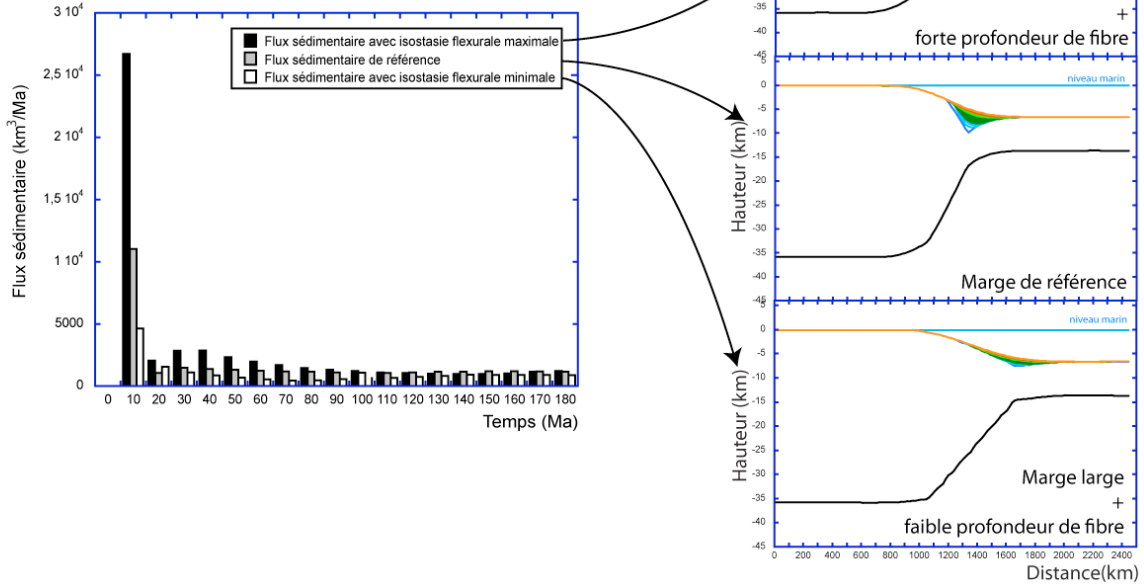 3 10⁴
2,5 10⁴
2 10⁴
1,5 10⁴
1 10⁴
5000
0
Flux sédimentaire (km³/Ma)
Flux sédimentaire avec isostasie flexurale maximale
Flux sédimentaire de référence
Flux sédimentaire avec isostasie flexurale minimale
0 10 20 30 40 50 60 70 80 90 100 110 120 130 140 150 160 170 180
Temps (Ma)
-35
-40
-45
+
forte profondeur de fibre
5
0
-5
-10
-15
-20
-25
-30
-35
-40
-45
Hauteur (km)
niveau marin
Marge de référence
5
0
-5
-10
-15
-20
-25
-30
-35
-40
-45
Hauteur (km)
niveau marin
Marge large
+
faible profondeur de fibre
0 200 400 600 800 1000 1200 1400 1600 1800 2000 2200 2400
Distance(km)